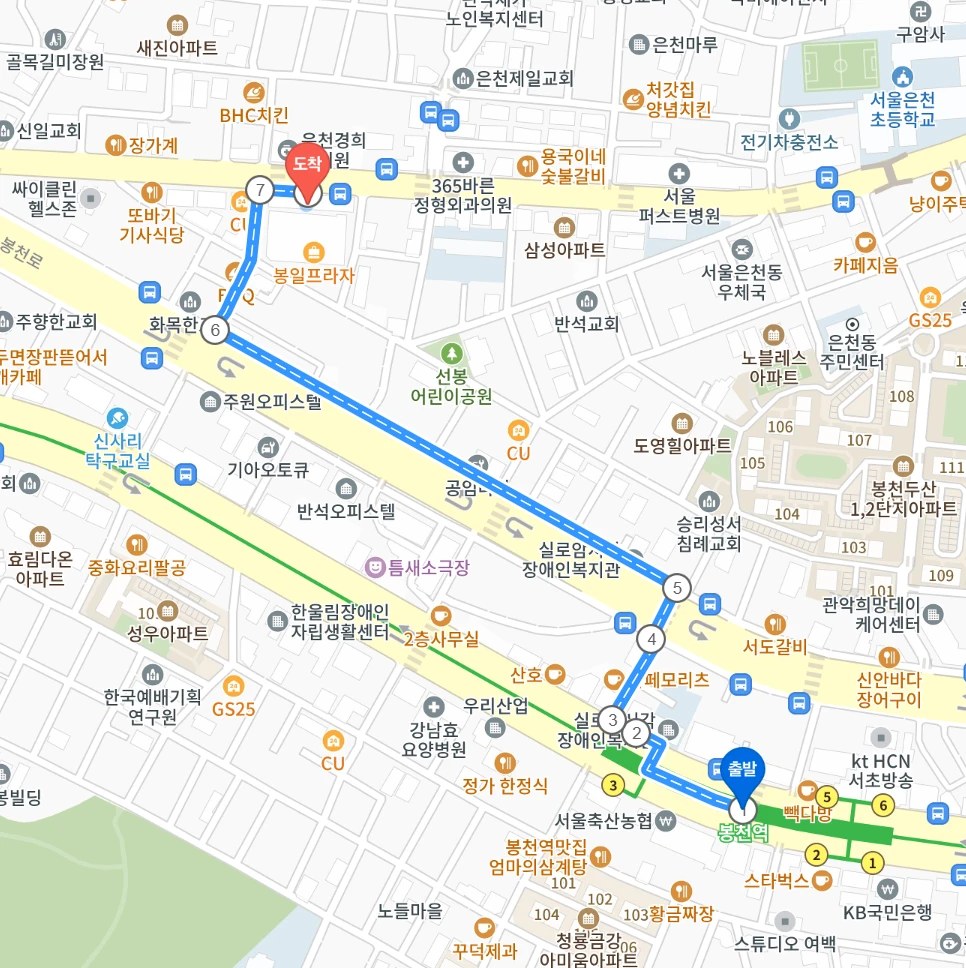 노인복지센터
구암사
새진아파트
골목길미장원
은천마루
은천제일교회
처갓집
양념치킨
서울은천
초등학교
BHC치킨
신일교회
장가계
전기차충전소
은천경희
도착
용국이네
숯불갈비
싸이클린
헬스존
7
365바른
정형외과의원
서울
퍼스트병원
또바기
기사식당
CU
냥이주택
삼성아파트
봉천로
봉일프라자
서울은천동
우체국
카페지음
GS25
반석교회
주향한교회
6
은천동
주민센터
노블레스
아파트
선봉
어린이공원
108
주원오피스텔
106
107
신사리
탁구교실
CU
도영힐아파트
105
111
기아오토큐
봉천두산
1,2단지아파트
반석오피스텔
104
승리성서
침례교회
103
효림다온
아파트
중화요리팔공
틈새소극장
장애인복지관
109
5
관악희망데이
케어센터
한울림장애인
자립생활센터
성우아파트
2층사무실
4
서도갈비
산호
페모리츠
신안바다
장어구이
한국예배기획
연구원
GS25
우리산업
3
2
강남효
요양병원
CU
kt HCN
서초방송
정가 한정식
3
출발
빽다방
5
6
1
봉천역
서울축산농협
2
1
봉천역맛집
엄마의삼계탕
스타벅스
101
102
104
103
황금짜장
KB국민은행
노들마을
꾸덕제과
청룡금강
아미움아파트
스튜디오 여백